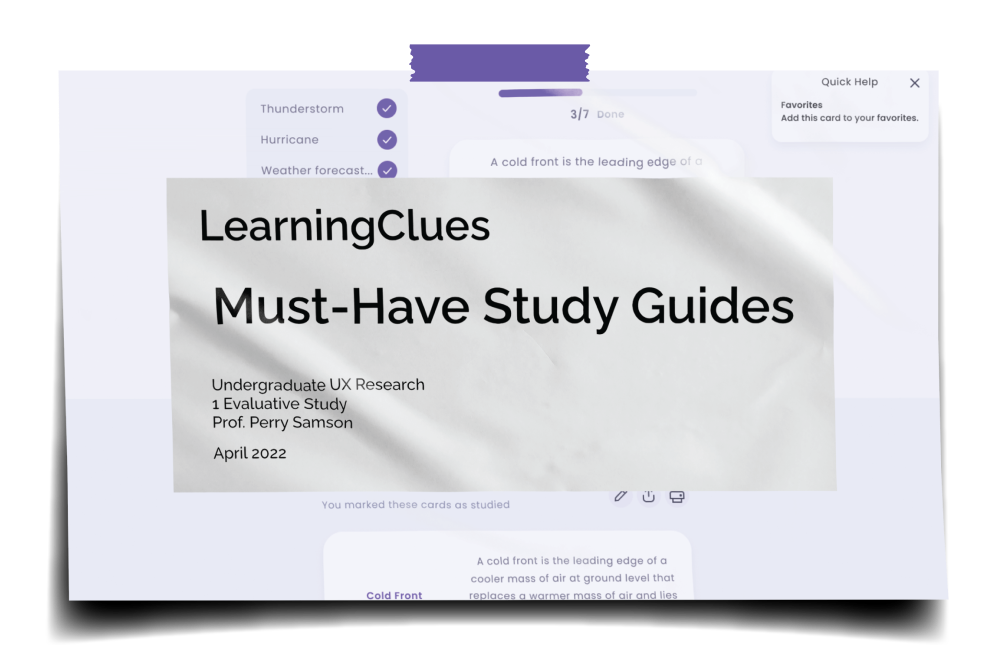 Thunderstorm
Hurricane
Weather forecast...
3/7 Done
Quick Help
Favorites
Add this card to your favorites.
A cold front is the leading edge of a
LearningClues
Must-Have Study Guides
Undergraduate UX Research
1 Evaluative Study
Prof. Perry Samson
April 2022
You marked these cards as studied
A cold front is the leading edge of a
cooler mass of air at ground level that
Cold Front
replaces a warmer mass of air and lies